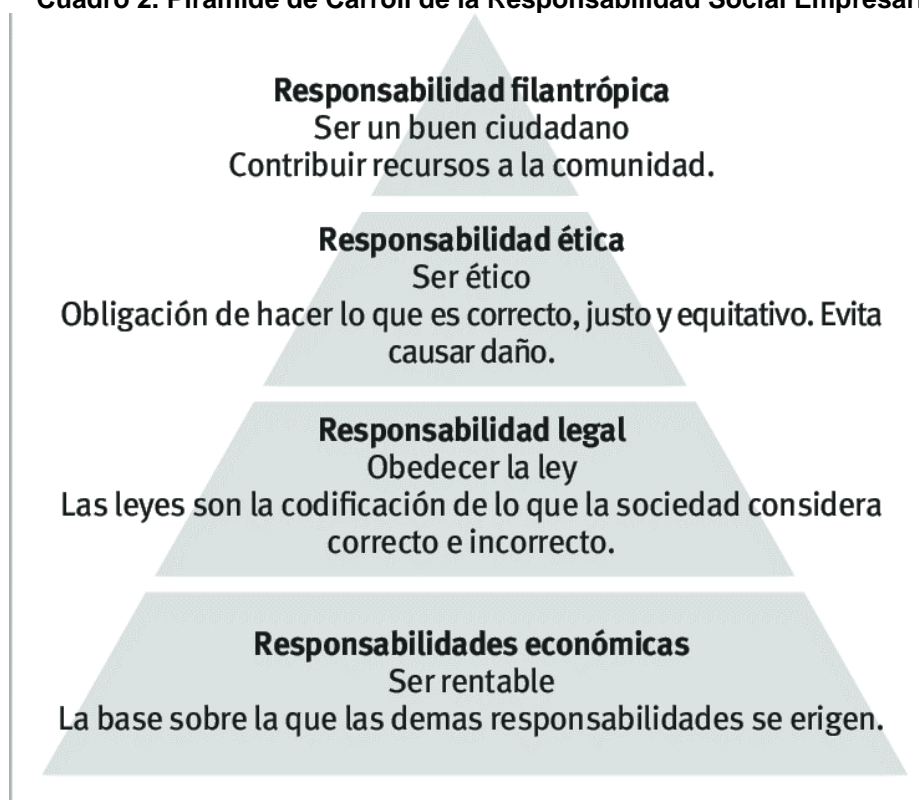 Cuadro 2. Pirámide de Carroll de la Responsabilidad Social
Responsabilidad filantrópica
Ser un buen ciudadano
Contribuir recursos a la comunidad.
Responsabilidad ética
Ser ético
Obligación de hacer lo que es correcto, justo y equitativo. Evita
causar daño.
Responsabilidad legal
Obedecer la ley
Las leyes son la codificación de lo que la sociedad considera
correcto e incorrecto.
Responsabilidades económicas
Ser rentable
La base sobre la que las demas responsabilidades se erigen.